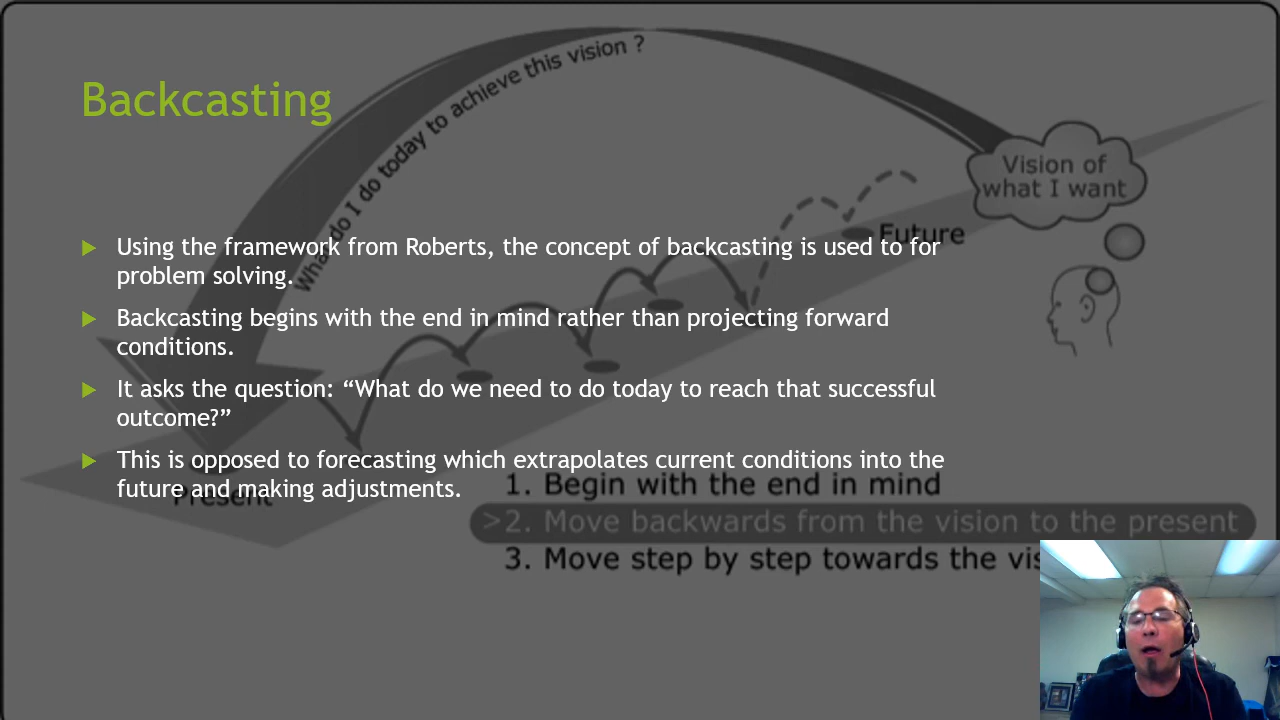 Backcasting
What do I do today to achieve this vision ?
Vision of
what I want
Future
Using the framework from Roberts, the concept of backcasting is used to for
problem solving.
Backcasting begins with the end in mind rather than projecting forward
conditions.
It asks the question: “What do we need to do today to reach that successful
outcome?”
This is opposed to forecasting which extrapolates current conditions into the
future and making adjustments.
Present
1. Begin with the end in mind
>2. Move backwards from the vision to the present
3. Move step by step towards the